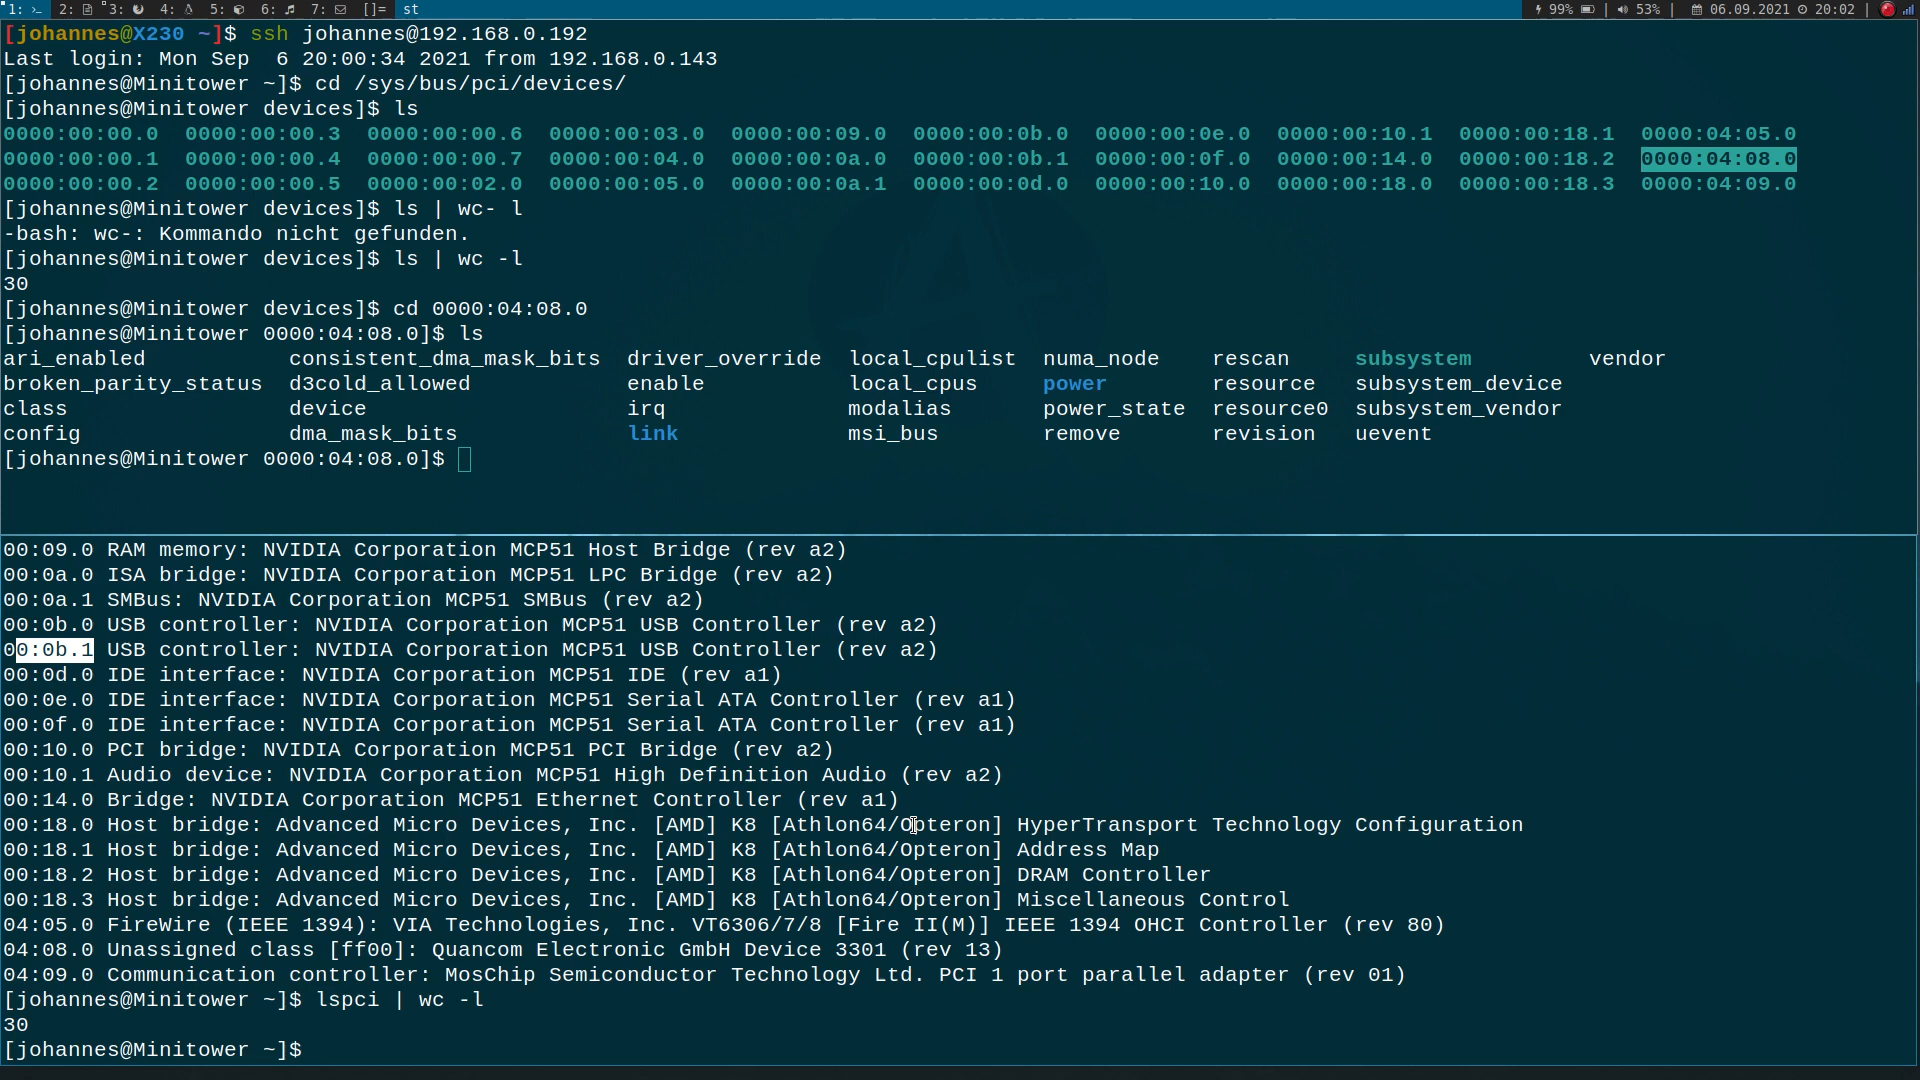 1: 2: 3: 4: 5: 6: 7: []= st 99% | 53% | 06.09.2021 20:02 |
[johannes@X230 ~]$ ssh johannes@192.168.0.192
Last login: Mon Sep  6 20:00:34 2021 from 192.168.0.143
[johannes@Minitower ~]$ cd /sys/bus/pci/devices/
[johannes@Minitower devices]$ ls
0000:00:00.0  0000:00:00.3  0000:00:00.6  0000:00:03.0  0000:00:09.0  0000:00:0b.0  0000:00:0e.0  0000:00:10.1  0000:00:18.1  0000:04:05.0
0000:00:00.1  0000:00:00.4  0000:00:00.7  0000:00:04.0  0000:00:0a.0  0000:00:0b.1  0000:00:0f.0  0000:00:14.0  0000:00:18.2  0000:04:08.0
0000:00:00.2  0000:00:00.5  0000:00:02.0  0000:00:05.0  0000:00:0a.1  0000:00:0d.0  0000:00:10.0  0000:00:18.0  0000:00:18.3  0000:04:09.0
[johannes@Minitower devices]$ ls | wc- l
-bash: wc-: Kommando nicht gefunden.
[johannes@Minitower devices]$ ls | wc -l
30
[johannes@Minitower devices]$ cd 0000:04:08.0
[johannes@Minitower 0000:04:08.0]$ ls
ari_enabled           consistent_dma_mask_bits  driver_override  local_cpulist  numa_node    rescan     subsystem         vendor
broken_parity_status  d3cold_allowed            enable           local_cpus     power        resource   subsystem_device
class                 device                    irq              modalias       power_state  resource0  subsystem_vendor
config                dma_mask_bits             link             msi_bus        remove       revision   uevent
[johannes@Minitower 0000:04:08.0]$
00:09.0 RAM memory: NVIDIA Corporation MCP51 Host Bridge (rev a2)
00:0a.0 ISA bridge: NVIDIA Corporation MCP51 LPC Bridge (rev a2)
00:0a.1 SMBus: NVIDIA Corporation MCP51 SMBus (rev a2)
00:0b.0 USB controller: NVIDIA Corporation MCP51 USB Controller (rev a2)
00:0b.1 USB controller: NVIDIA Corporation MCP51 USB Controller (rev a2)
00:0d.0 IDE interface: NVIDIA Corporation MCP51 IDE (rev a1)
00:0e.0 IDE interface: NVIDIA Corporation MCP51 Serial ATA Controller (rev a1)
00:0f.0 IDE interface: NVIDIA Corporation MCP51 Serial ATA Controller (rev a1)
00:10.0 PCI bridge: NVIDIA Corporation MCP51 PCI Bridge (rev a2)
00:10.1 Audio device: NVIDIA Corporation MCP51 High Definition Audio (rev a2)
00:14.0 Bridge: NVIDIA Corporation MCP51 Ethernet Controller (rev a1)
00:18.0 Host bridge: Advanced Micro Devices, Inc. [AMD] K8 [Athlon64/Opteron] HyperTransport Technology Configuration
00:18.1 Host bridge: Advanced Micro Devices, Inc. [AMD] K8 [Athlon64/Opteron] Address Map
00:18.2 Host bridge: Advanced Micro Devices, Inc. [AMD] K8 [Athlon64/Opteron] DRAM Controller
00:18.3 Host bridge: Advanced Micro Devices, Inc. [AMD] K8 [Athlon64/Opteron] Miscellaneous Control
04:05.0 FireWire (IEEE 1394): VIA Technologies, Inc. VT6306/7/8 [Fire II(M)] IEEE 1394 OHCI Controller (rev 80)
04:08.0 Unassigned class [ff00]: Quancom Electronic GmbH Device 3301 (rev 13)
04:09.0 Communication controller: MosChip Semiconductor Technology Ltd. PCI 1 port parallel adapter (rev 01)
[johannes@Minitower ~]$ lspci | wc -l
30
[johannes@Minitower ~]$